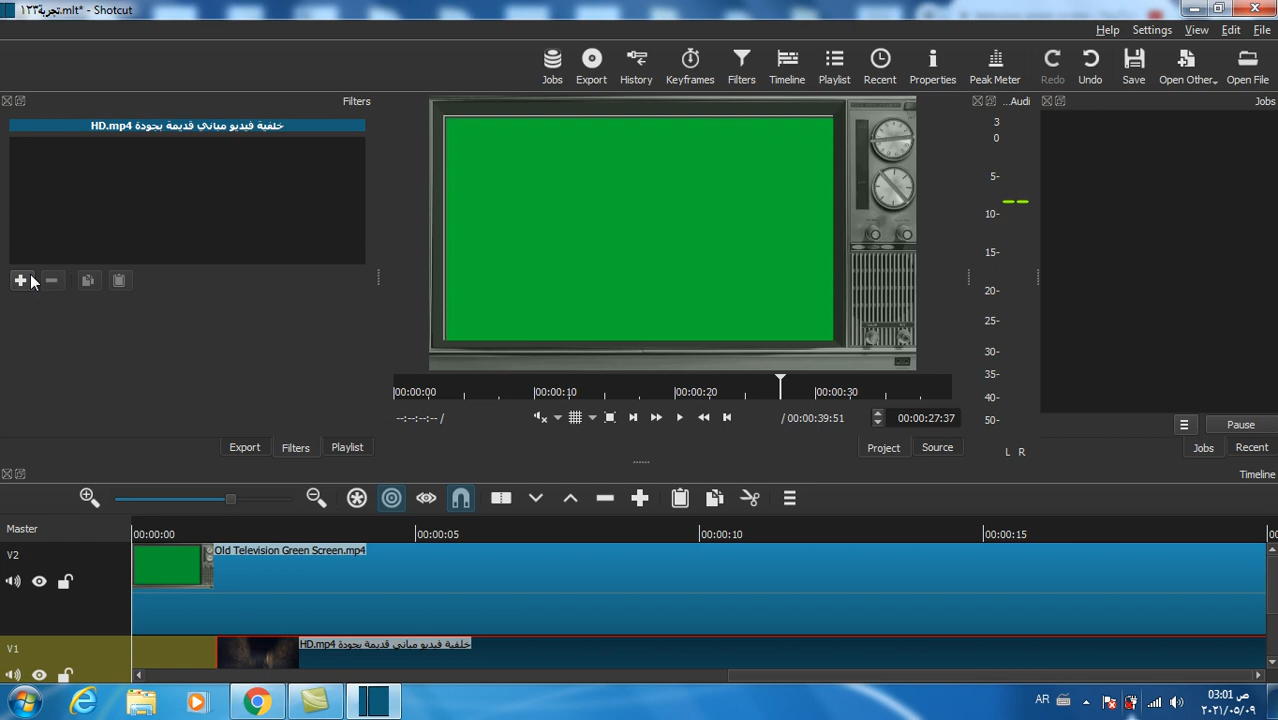 تجربة١٢٣.mlt* - Shotcut
Help Settings View Edit File
Jobs Export History Keyframes Filters Timeline Playlist Recent Properties Peak Meter Redo Undo Save Open Other... Open File
Filters
...Audi
Jobs
خلفية فيديو مباني قديمة بجودة HD.mp4
3
0
5-
10-
15-
20-
25-
30-
35-
40-
50-
L R
00:00:00 00:00:10 00:00:20 00:00:30
--:--:--:-- / / 00:00:39:51 00:00:27:37
Pause
Export Filters Playlist
Project Source
Jobs Recent
Timeline
Master
00:00:00 00:00:05 00:00:10 00:00:15 00
V2
Old Television Green Screen.mp4
V1
خلفية فيديو مباني قديمة بجودة HD.mp4
AR
03:01 ص
٢٠٢١/٠٥/٠٩